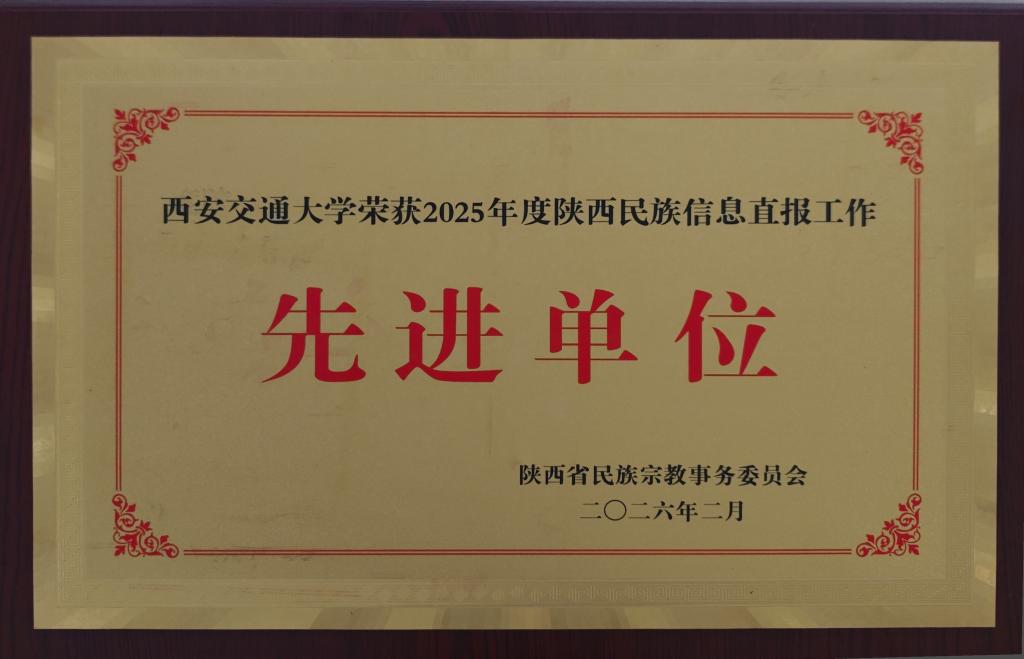 西安交通大学荣获2025年度陕西民族信息直报工作
先进单位
陕西省民族宗教事务委员会
二〇二六年二月